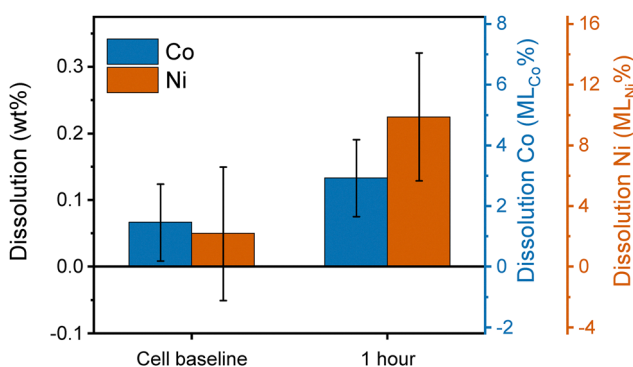 Dissolution (wt%)
0.3
0.2
0.1
0.0
-0.1
Co
Ni
Cell baseline
1 hour
8
6
4
2
0
-2
Dissolution Co (ML_Co%)
16
12
8
4
0
-4
Dissolution Ni (ML_Ni%)